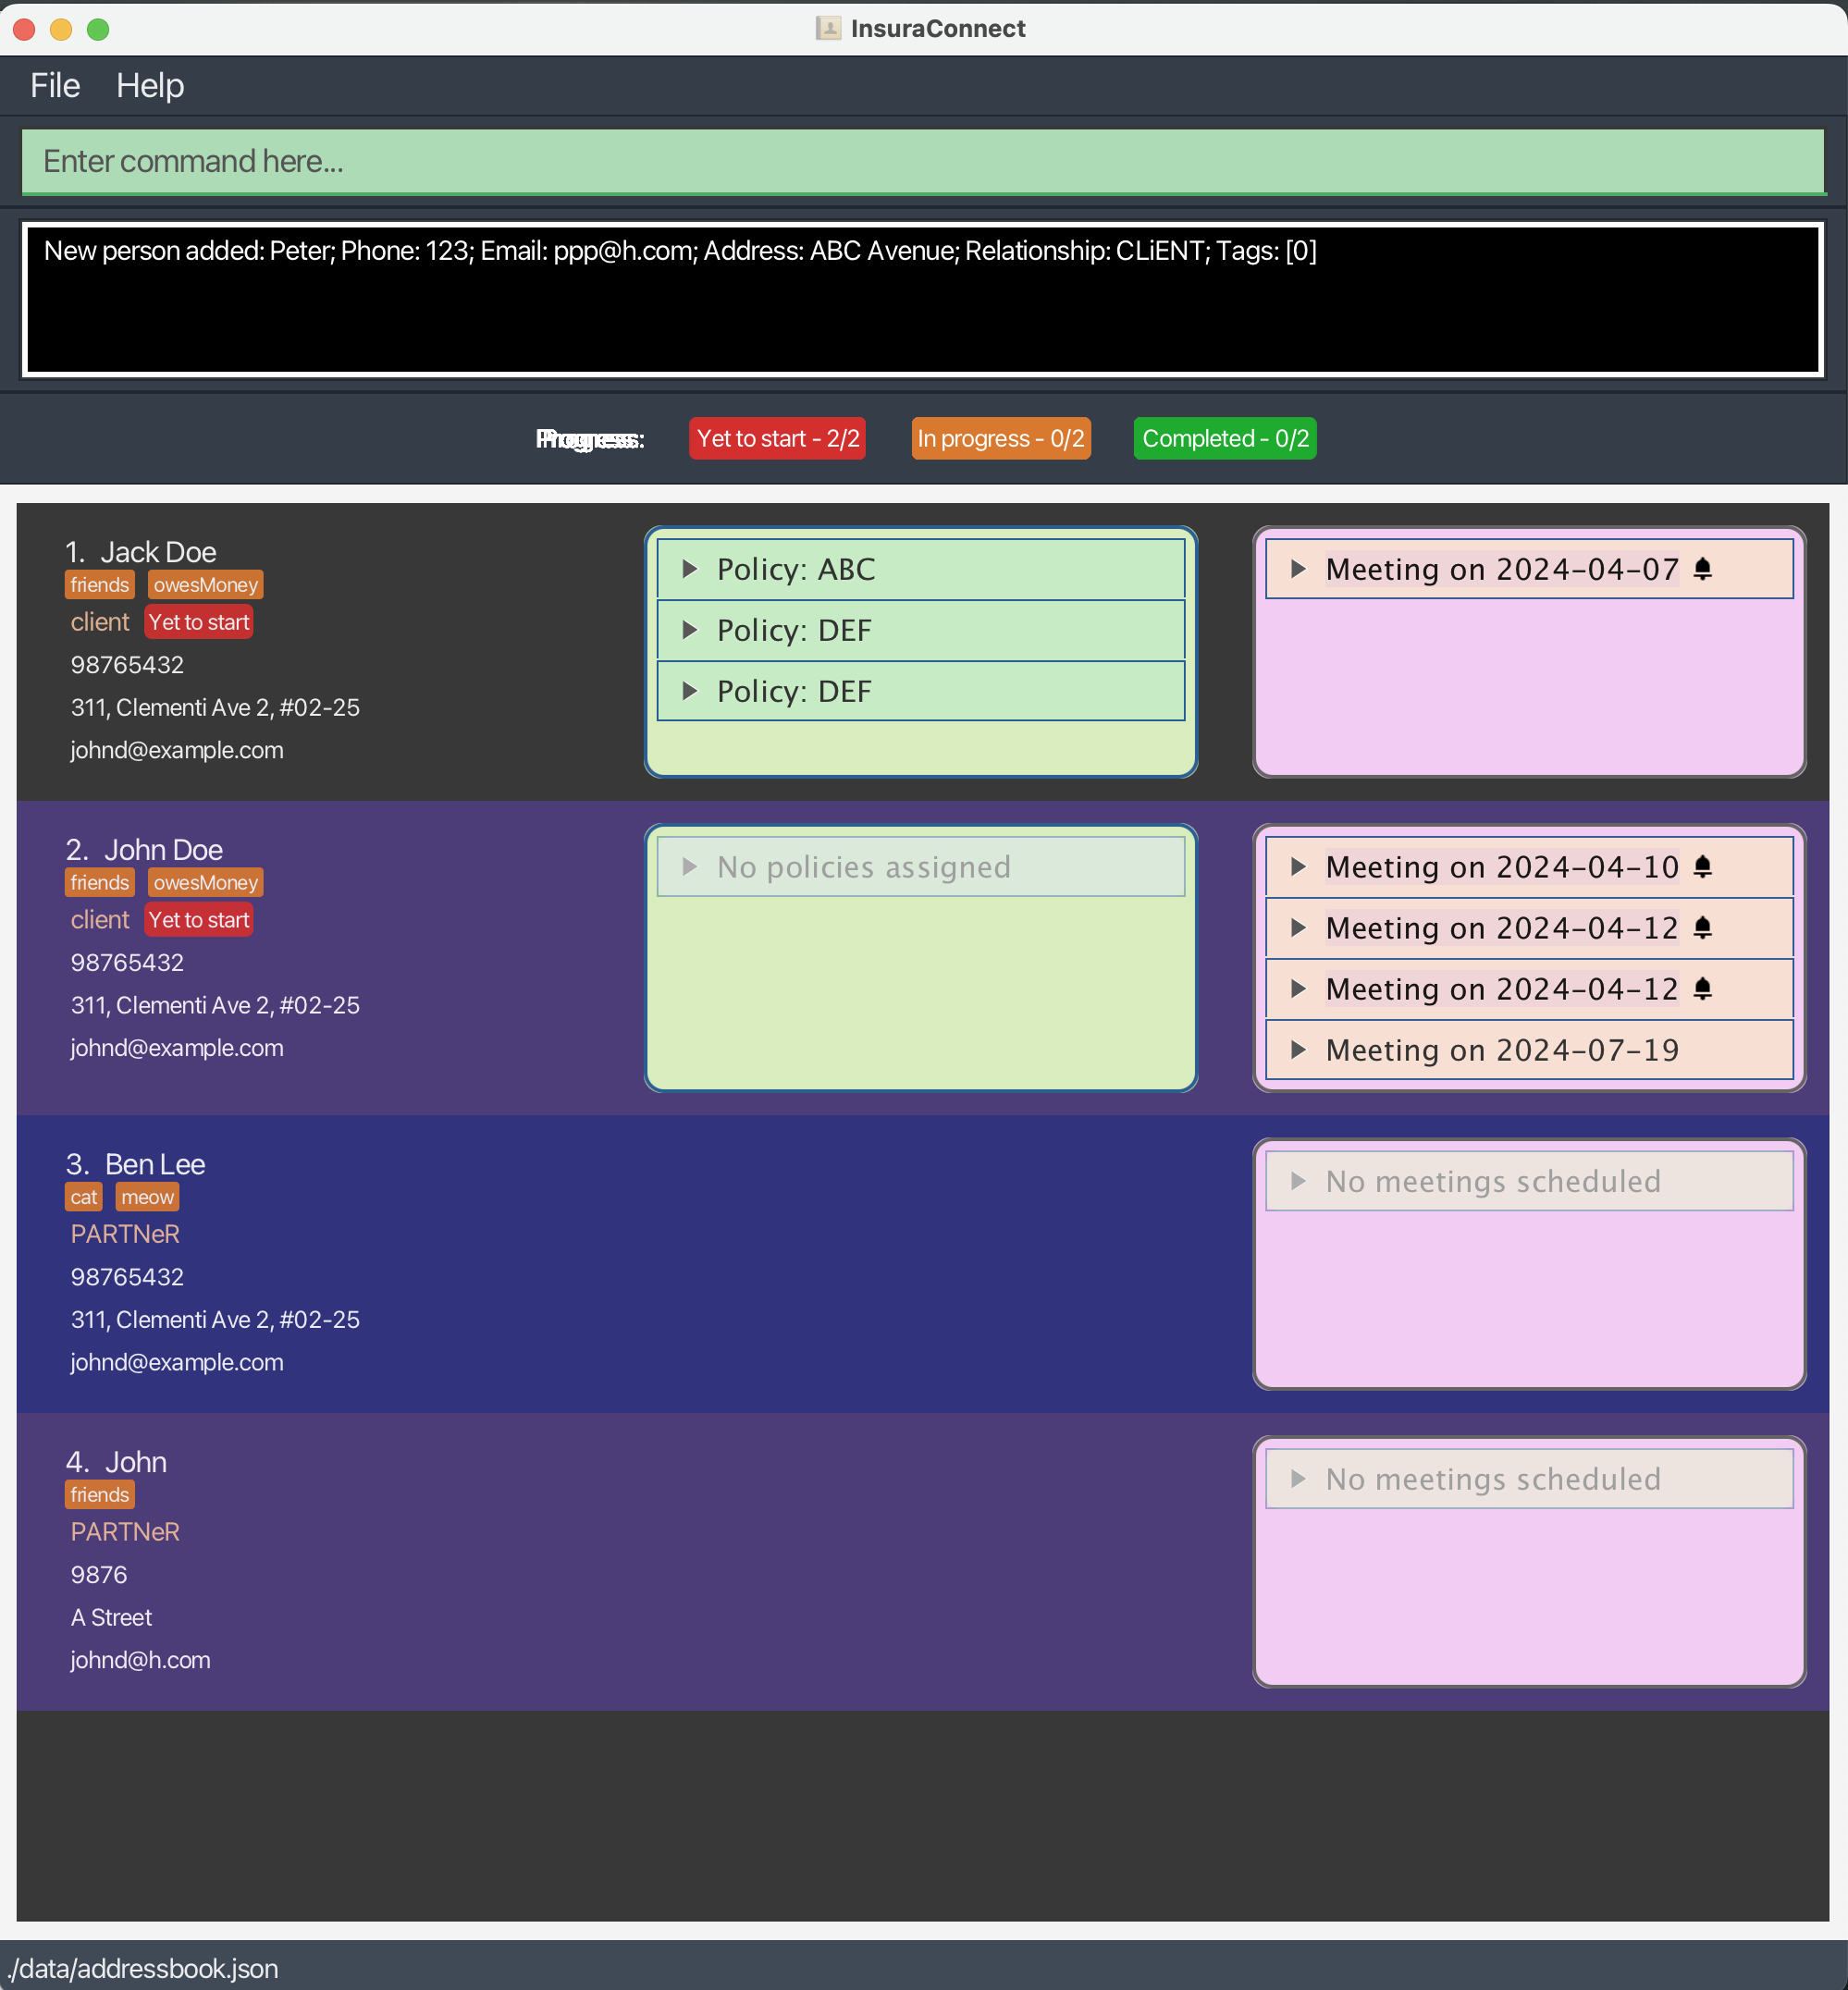 InsuraConnect
File Help
Enter command here...
New person added: Peter; Phone: 123; Email: ppp@h.com; Address: ABC Avenue; Relationship: CLiENT; Tags: [0]
Yet to start - 2/2 In progress - 0/2 Completed - 0/2
1. Jack Doe
friends owesMoney
client Yet to start
98765432
311, Clementi Ave 2, #02-25
johnd@example.com
Policy: ABC
Policy: DEF
Policy: DEF
Meeting on 2024-04-07
2. John Doe
friends owesMoney
client Yet to start
98765432
311, Clementi Ave 2, #02-25
johnd@example.com
No policies assigned
Meeting on 2024-04-10
Meeting on 2024-04-12
Meeting on 2024-04-12
Meeting on 2024-07-19
3. Ben Lee
cat meow
PARTNeR
98765432
311, Clementi Ave 2, #02-25
johnd@example.com
No meetings scheduled
4. John
friends
PARTNeR
9876
A Street
johnd@h.com
No meetings scheduled
./data/addressbook.json